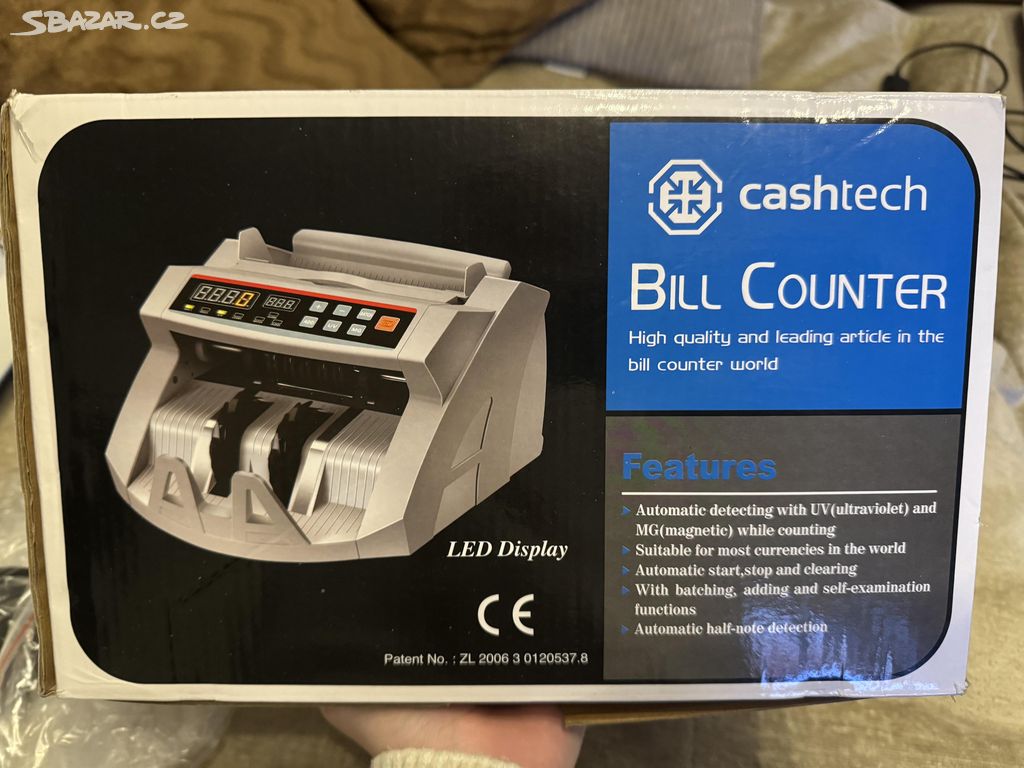 SBAZAR.CZ
cashtech
BILL COUNTER
High quality and leading article in the
bill counter world
Features
Automatic detecting with UV(ultraviolet) and
MG(magnetic) while counting
Suitable for most currencies in the world
Automatic start,stop and clearing
With batching, adding and self-examination
functions
Automatic half-note detection
LED Display
CE
Patent No. : ZL 2006 3 0120537.8